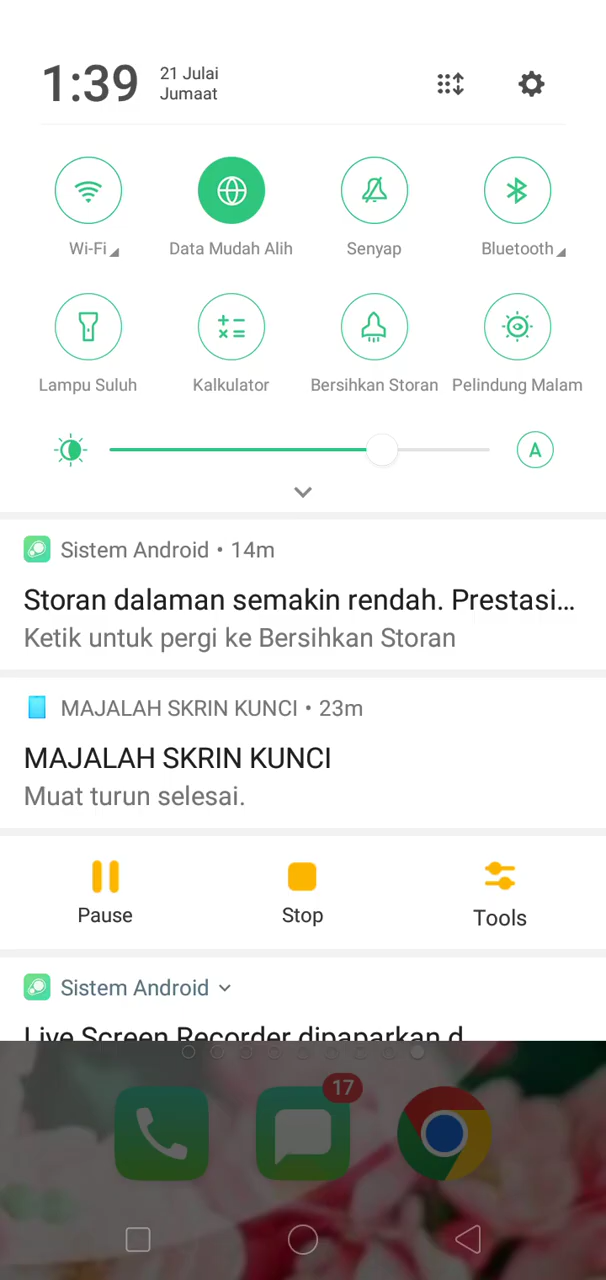 1:39
21 Julai
Jumaat
Wi-Fi
Data Mudah Alih
Senyap
Bluetooth
Lampu Suluh
Kalkulator
Bersihkan Storan
Pelindung Malam
A
Sistem Android • 14m
Storan dalaman semakin rendah. Prestasi...
Ketik untuk pergi ke Bersihkan Storan
MAJALAH SKRIN KUNCI • 23m
MAJALAH SKRIN KUNCI
Muat turun selesai.
Pause
Stop
Tools
Sistem Android
Live Screen Recorder dipaparkan d
17